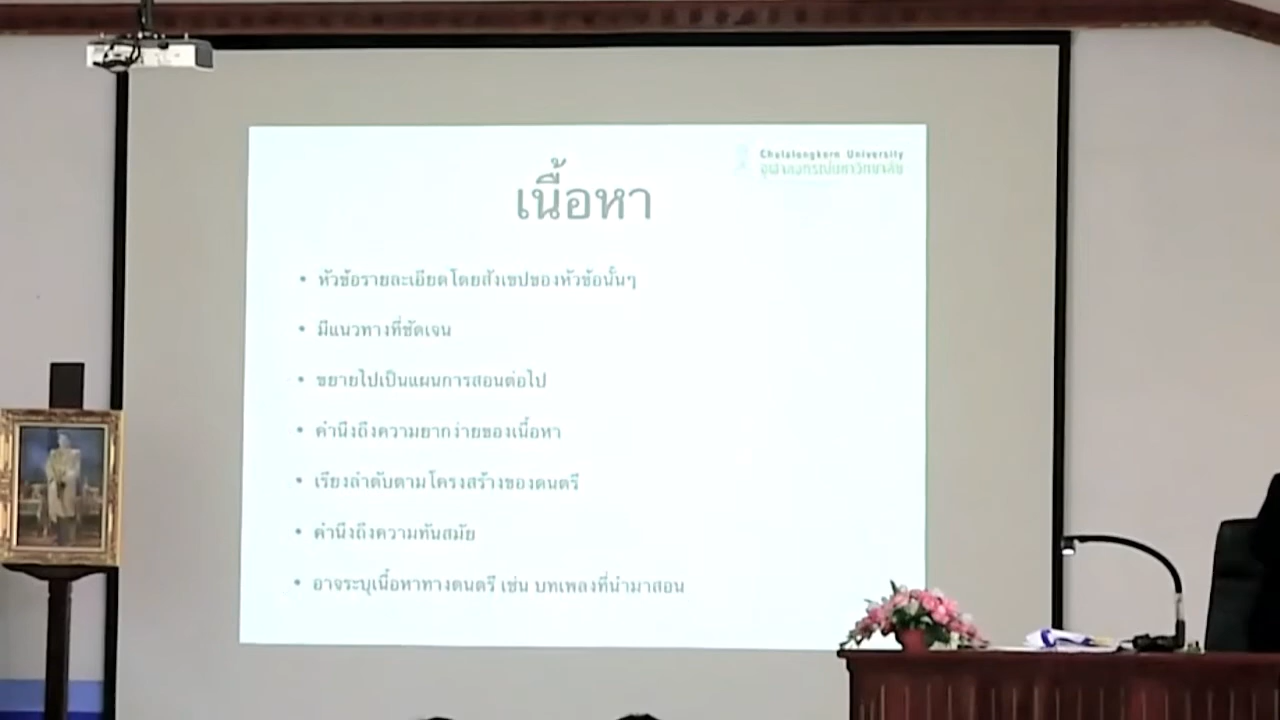 Chulalongkorn University
จุฬาลงกรณ์มหาวิทยาลัย
เนื้อหา
• หัวข้อรายละเอียดโดยสังเขปของหัวข้อนั้นๆ
• มีแนวทางที่ชัดเจน
• ขยายไปเป็นแผนการสอนต่อไป
• คำนึงถึงความยากง่ายของเนื้อหา
• เรียงลำดับตามโครงสร้างของดนตรี
• คำนึงถึงความทันสมัย
• อาจระบุเนื้อหาทางดนตรี เช่น บทเพลงที่นำมาสอน